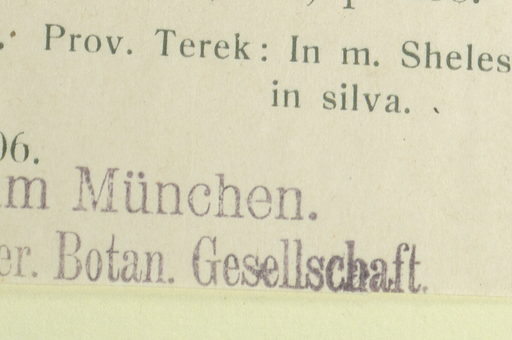 Prov. Terek: In m. Sheles
in silva.
06.
m München.
er. Botan. Gesellschaft.